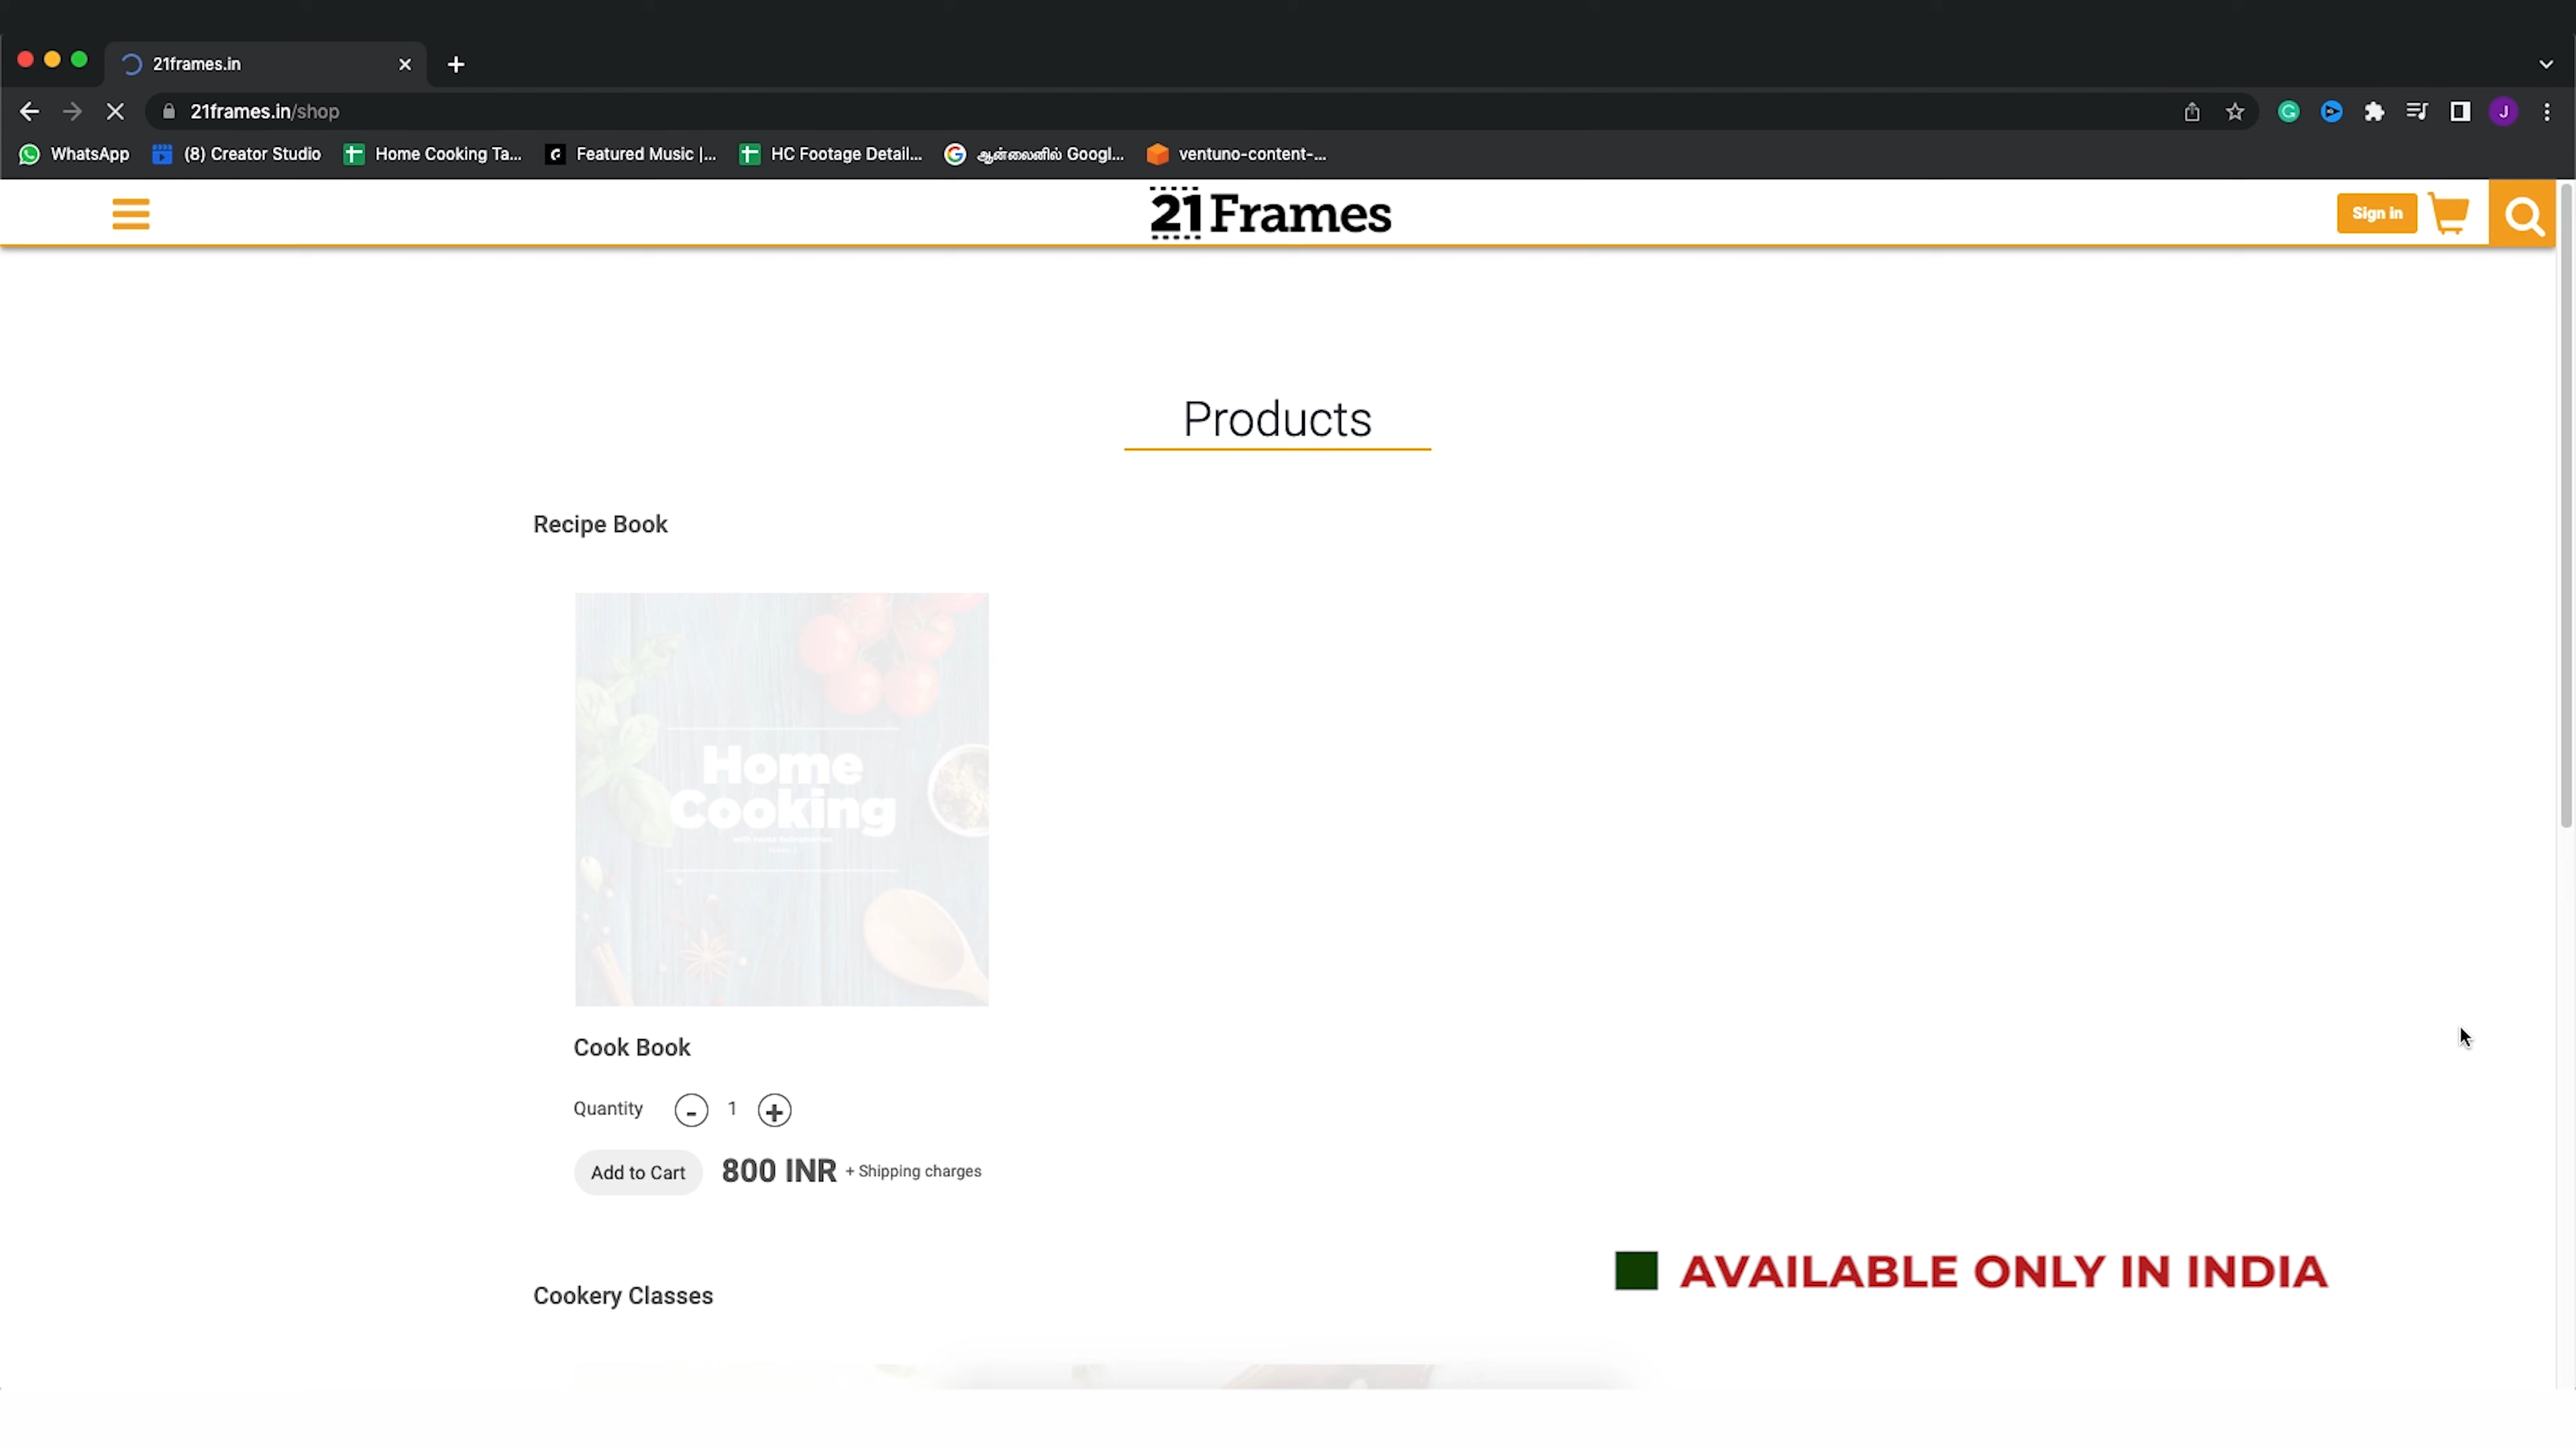 21frames.in
21frames.in/shop
J
WhatsApp
(8) Creator Studio
Home Cooking Ta...
Featured Music |...
HC Footage Detail...
ஆன்லைனில் Googl...
ventuno-content-...
21 Frames
Sign in
Products
Recipe Book
Home
Cooking
Cook Book
Quantity - 1 +
Add to Cart 800 INR + Shipping charges
AVAILABLE ONLY IN INDIA
Cookery Classes